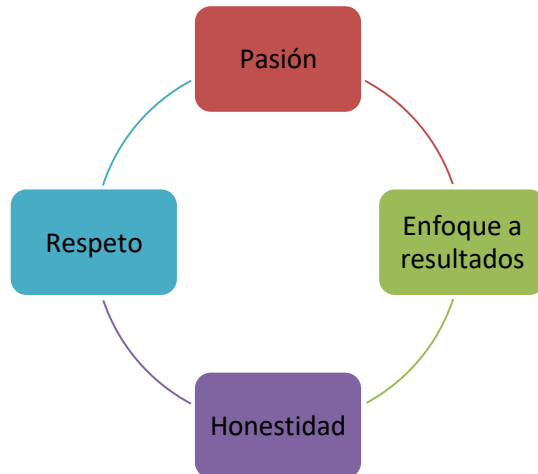 Pasión
Enfoque a
resultados
Honestidad
Respeto